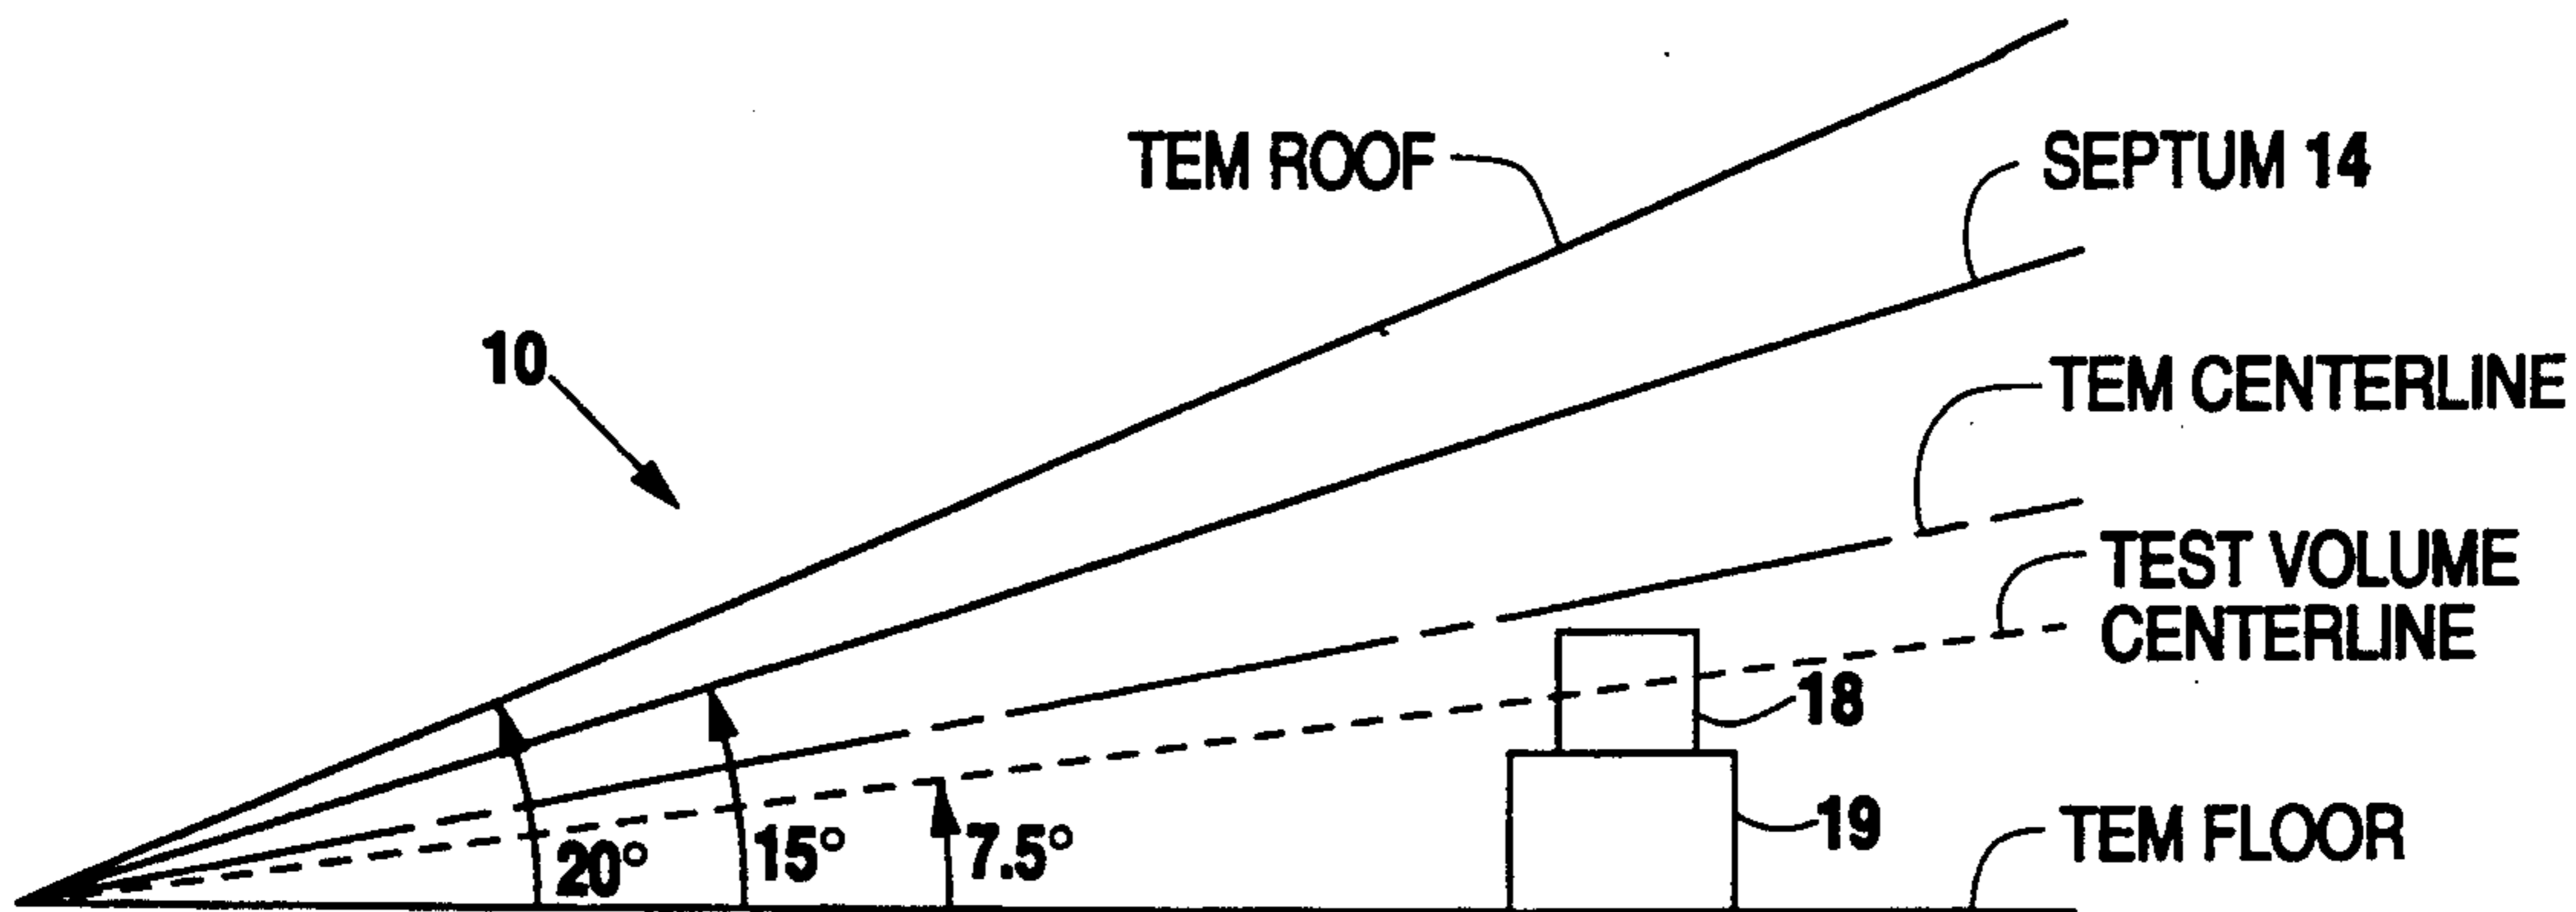 TEM ROOF
SEPTUM 14
10
TEM CENTERLINE
TEST VOLUME
CENTERLINE
18
19
20°
15°
7.5°
TEM FLOOR